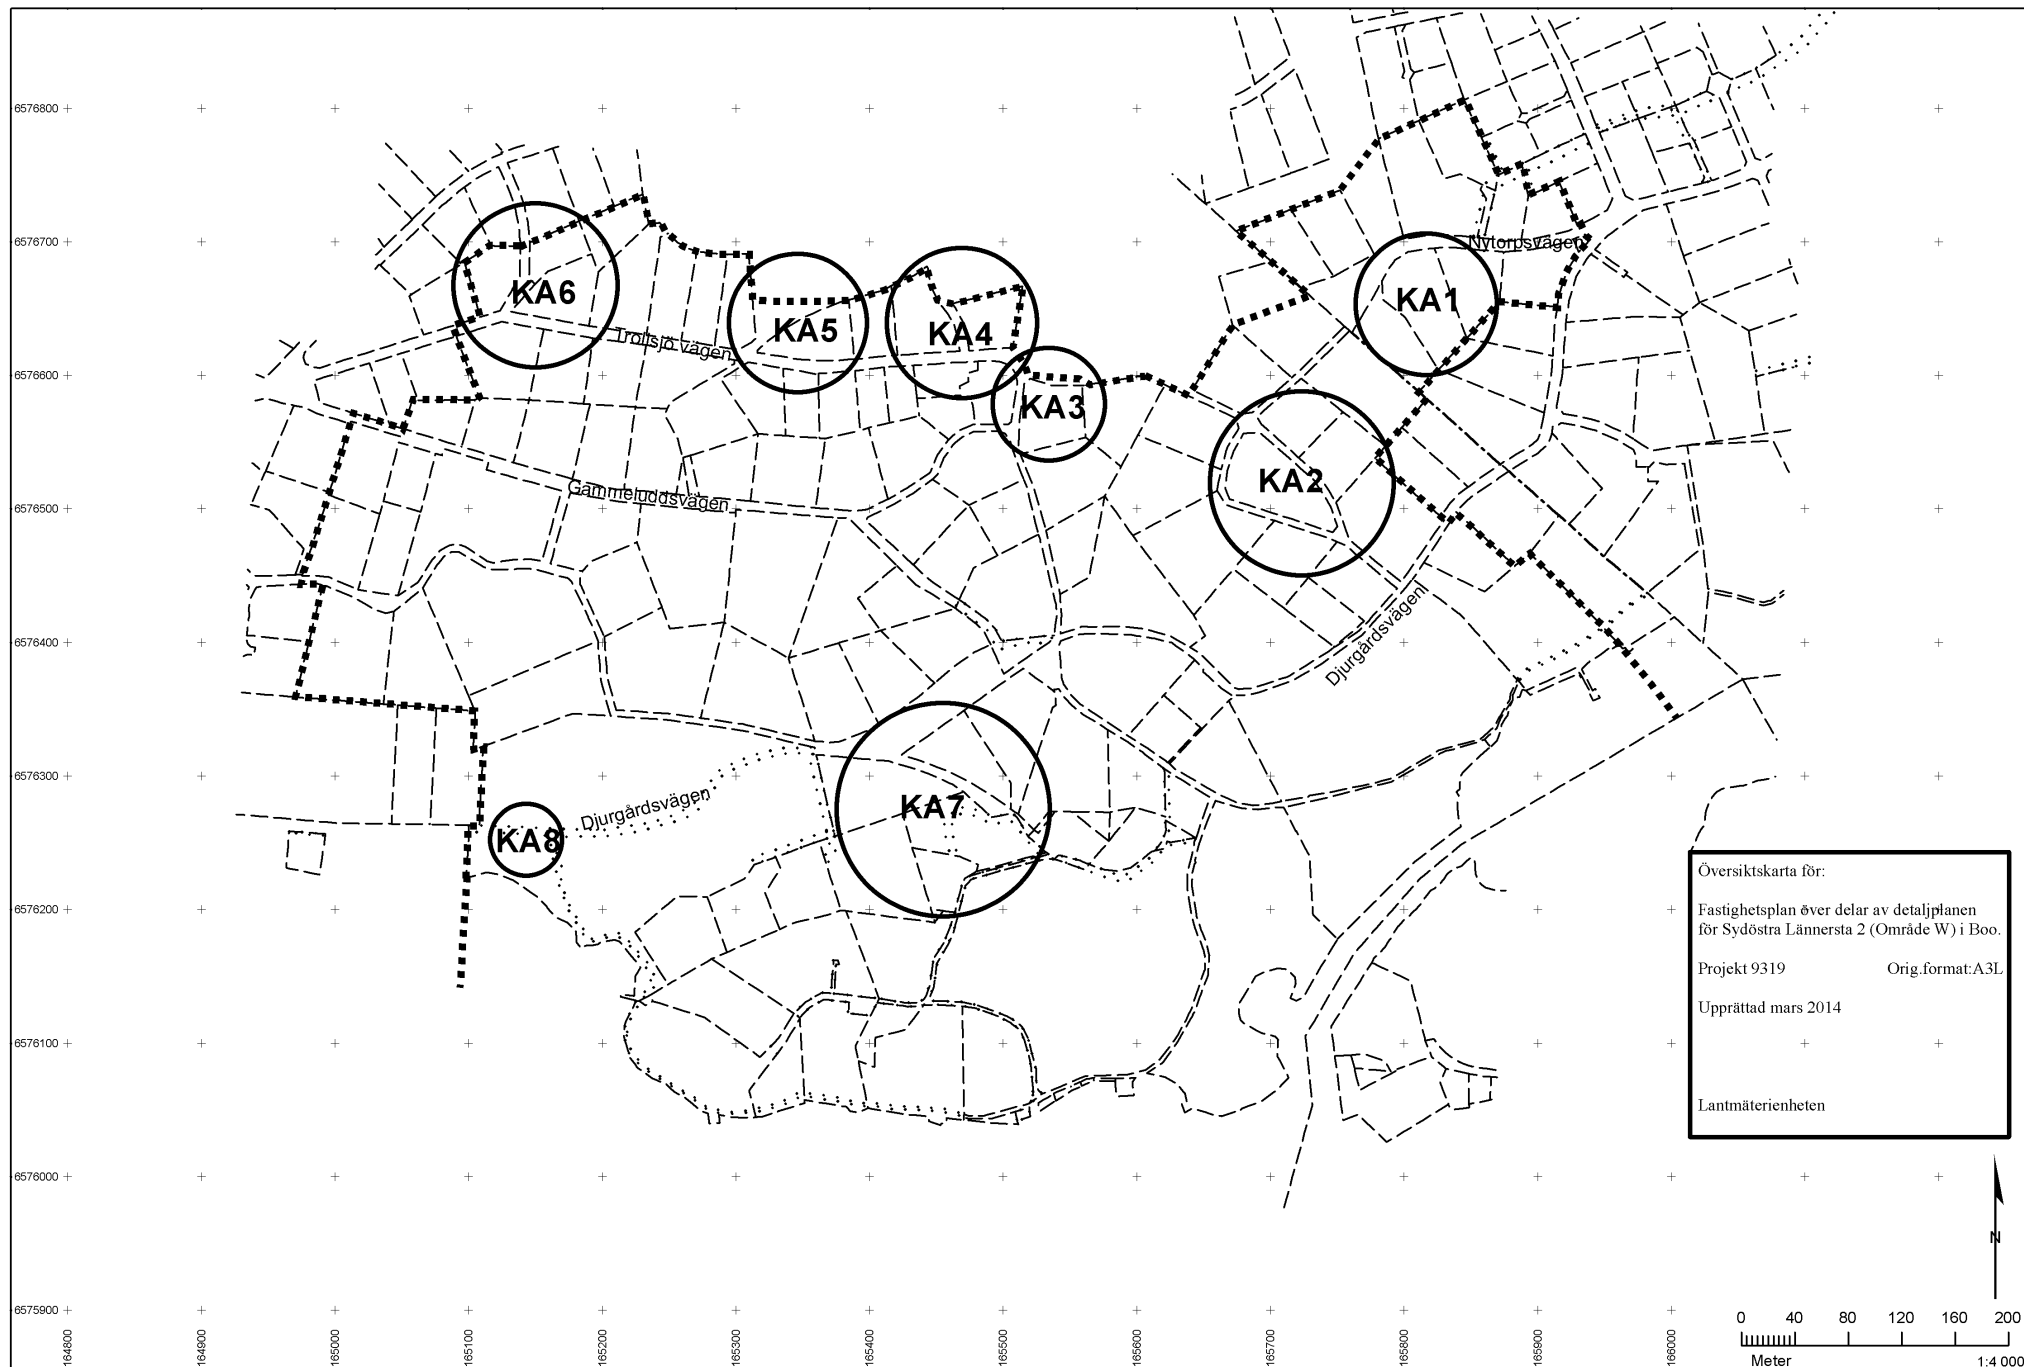 6576800
6576700
6576600
6576500
6576400
6576300
6576200
6576100
6576000
6575900
Nytorpsvägen
KA6
KA1
KA5
KA4
Trollsjö vägen
KA3
KA2
Gammeluddsvägen
Djurgårdsvägen
KA7
Djurgårdsvägen
KA8
Översiktskarta för:
Fastighetsplan över delar av detaljplanen
för Sydöstra Lännersta 2 (Område W) i Boo.
Projekt 9319 Orig.format:A3L
Upprättad mars 2014
Lantmäterienheten
N
0 40 80 120 160 200
Meter 1:4 000
164800 164900 165000 165100 165200 165300 165400 165500 165600 165700 165800 165900 166000